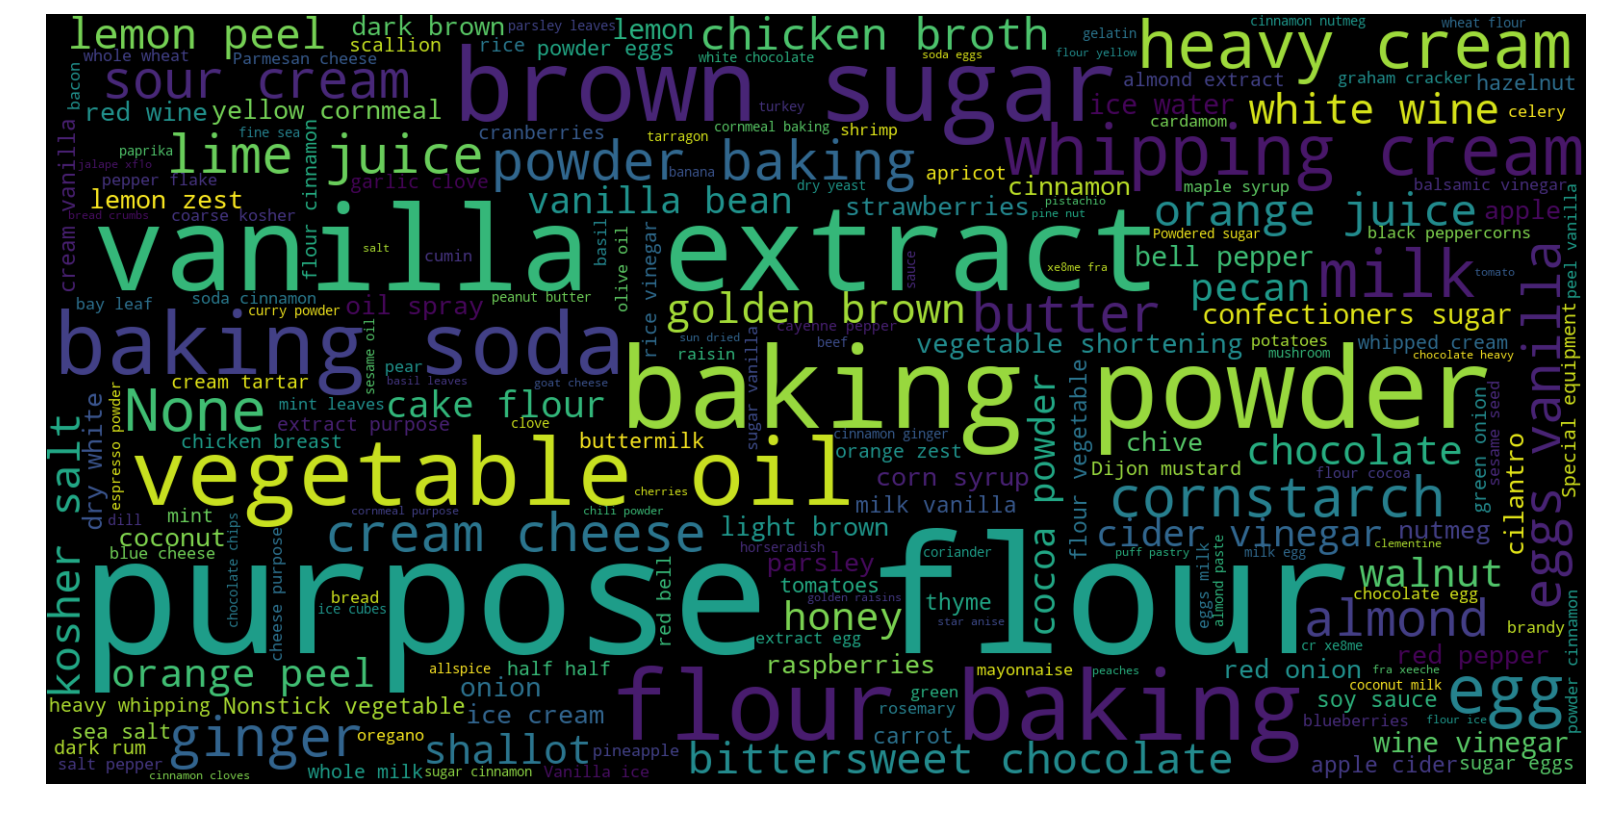 lemon peel
dark brown
parsley leaves
lemon
chicken broth
gelatin
cinnamon nutmeg
wheat flour
heavy cream
whole wheat
Parmesan cheese
scallion
rice
powder eggs
white chocolate
soda eggs
flour yellow
bacon
sour cream
brown sugar
almond extract
graham cracker
hazelnut
red wine
yellow cornmeal
turkey
ice water
white wine
celery
fine sea
cranberries
tarragon
cornmeal baking
shrimp
cardamom
whipping cream
paprika
jalape xflo
lime juice
powder baking
banana
apricot
pepper flake
garlic clove
cinnamon
maple syrup
balsamic vinegar
cream vanilla
flour cinnamon
lemon zest
vanilla bean
dry yeast
strawberries
pistachio
pine nut
orange juice
apple
bread crumbs
coarse kosher
vanilla extract
salt
cumin
basil
olive oil
rice vinegar
sauce
xe8me fra
Powdered sugar
black peppercorns
bell pepper
milk
tomato
peel vanilla
bay leaf
soda cinnamon
curry powder
oil spray
peanut butter
golden brown
butter
pecan
confectioners sugar
baking soda
sesame oil
sun dried
cayenne pepper
beef
raisin
vegetable shortening
potatoes
mushroom
whipped cream
chocolate heavy
pear
cream tartar
basil leaves
goat cheese
baking powder
eggs vanilla
Special equipment
None
mint leaves
cake flour
sugar vanilla
espresso powder
dry white
extract purpose
clove
chicken breast
buttermilk
cinnamon ginger
orange zest
chive
chocolate
green onion
sesame seed
vegetable oil
cherries
corn syrup
Dijon mustard
flour cocoa
cocoa powder
flour vegetable
kosher salt
dill
mint
cornmeal purpose
chili powder
milk vanilla
cornstarch
cilantro
coconut
blue cheese
chocolate chips
cheese purpose
cream cheese
light brown
horseradish
coriander
cider vinegar
nutmeg
clementine
puff pastry
milk egg
parsley
purpose flour
bread
ice cubes
red bell
tomatoes
golden raisins
honey
thyme
star anise
eggs milk
almond paste
walnut
chocolate egg
almond
brandy
extract egg
cr xe8me
orange peel
allspice
half half
raspberries
mayonnaise
peaches
red onion
red pepper
fra xeeche
powder cinnamon
onion
flour baking
green
coconut milk
egg
heavy whipping
Nonstick vegetable
ice cream
rosemary
soy sauce
blueberries
flour ice
sea salt
dark rum
ginger
oregano
shallot
pineapple
carrot
wine vinegar
salt pepper
cinnamon cloves
whole milk
sugar cinnamon
Vanilla ice
bittersweet chocolate
apple cider
sugar eggs